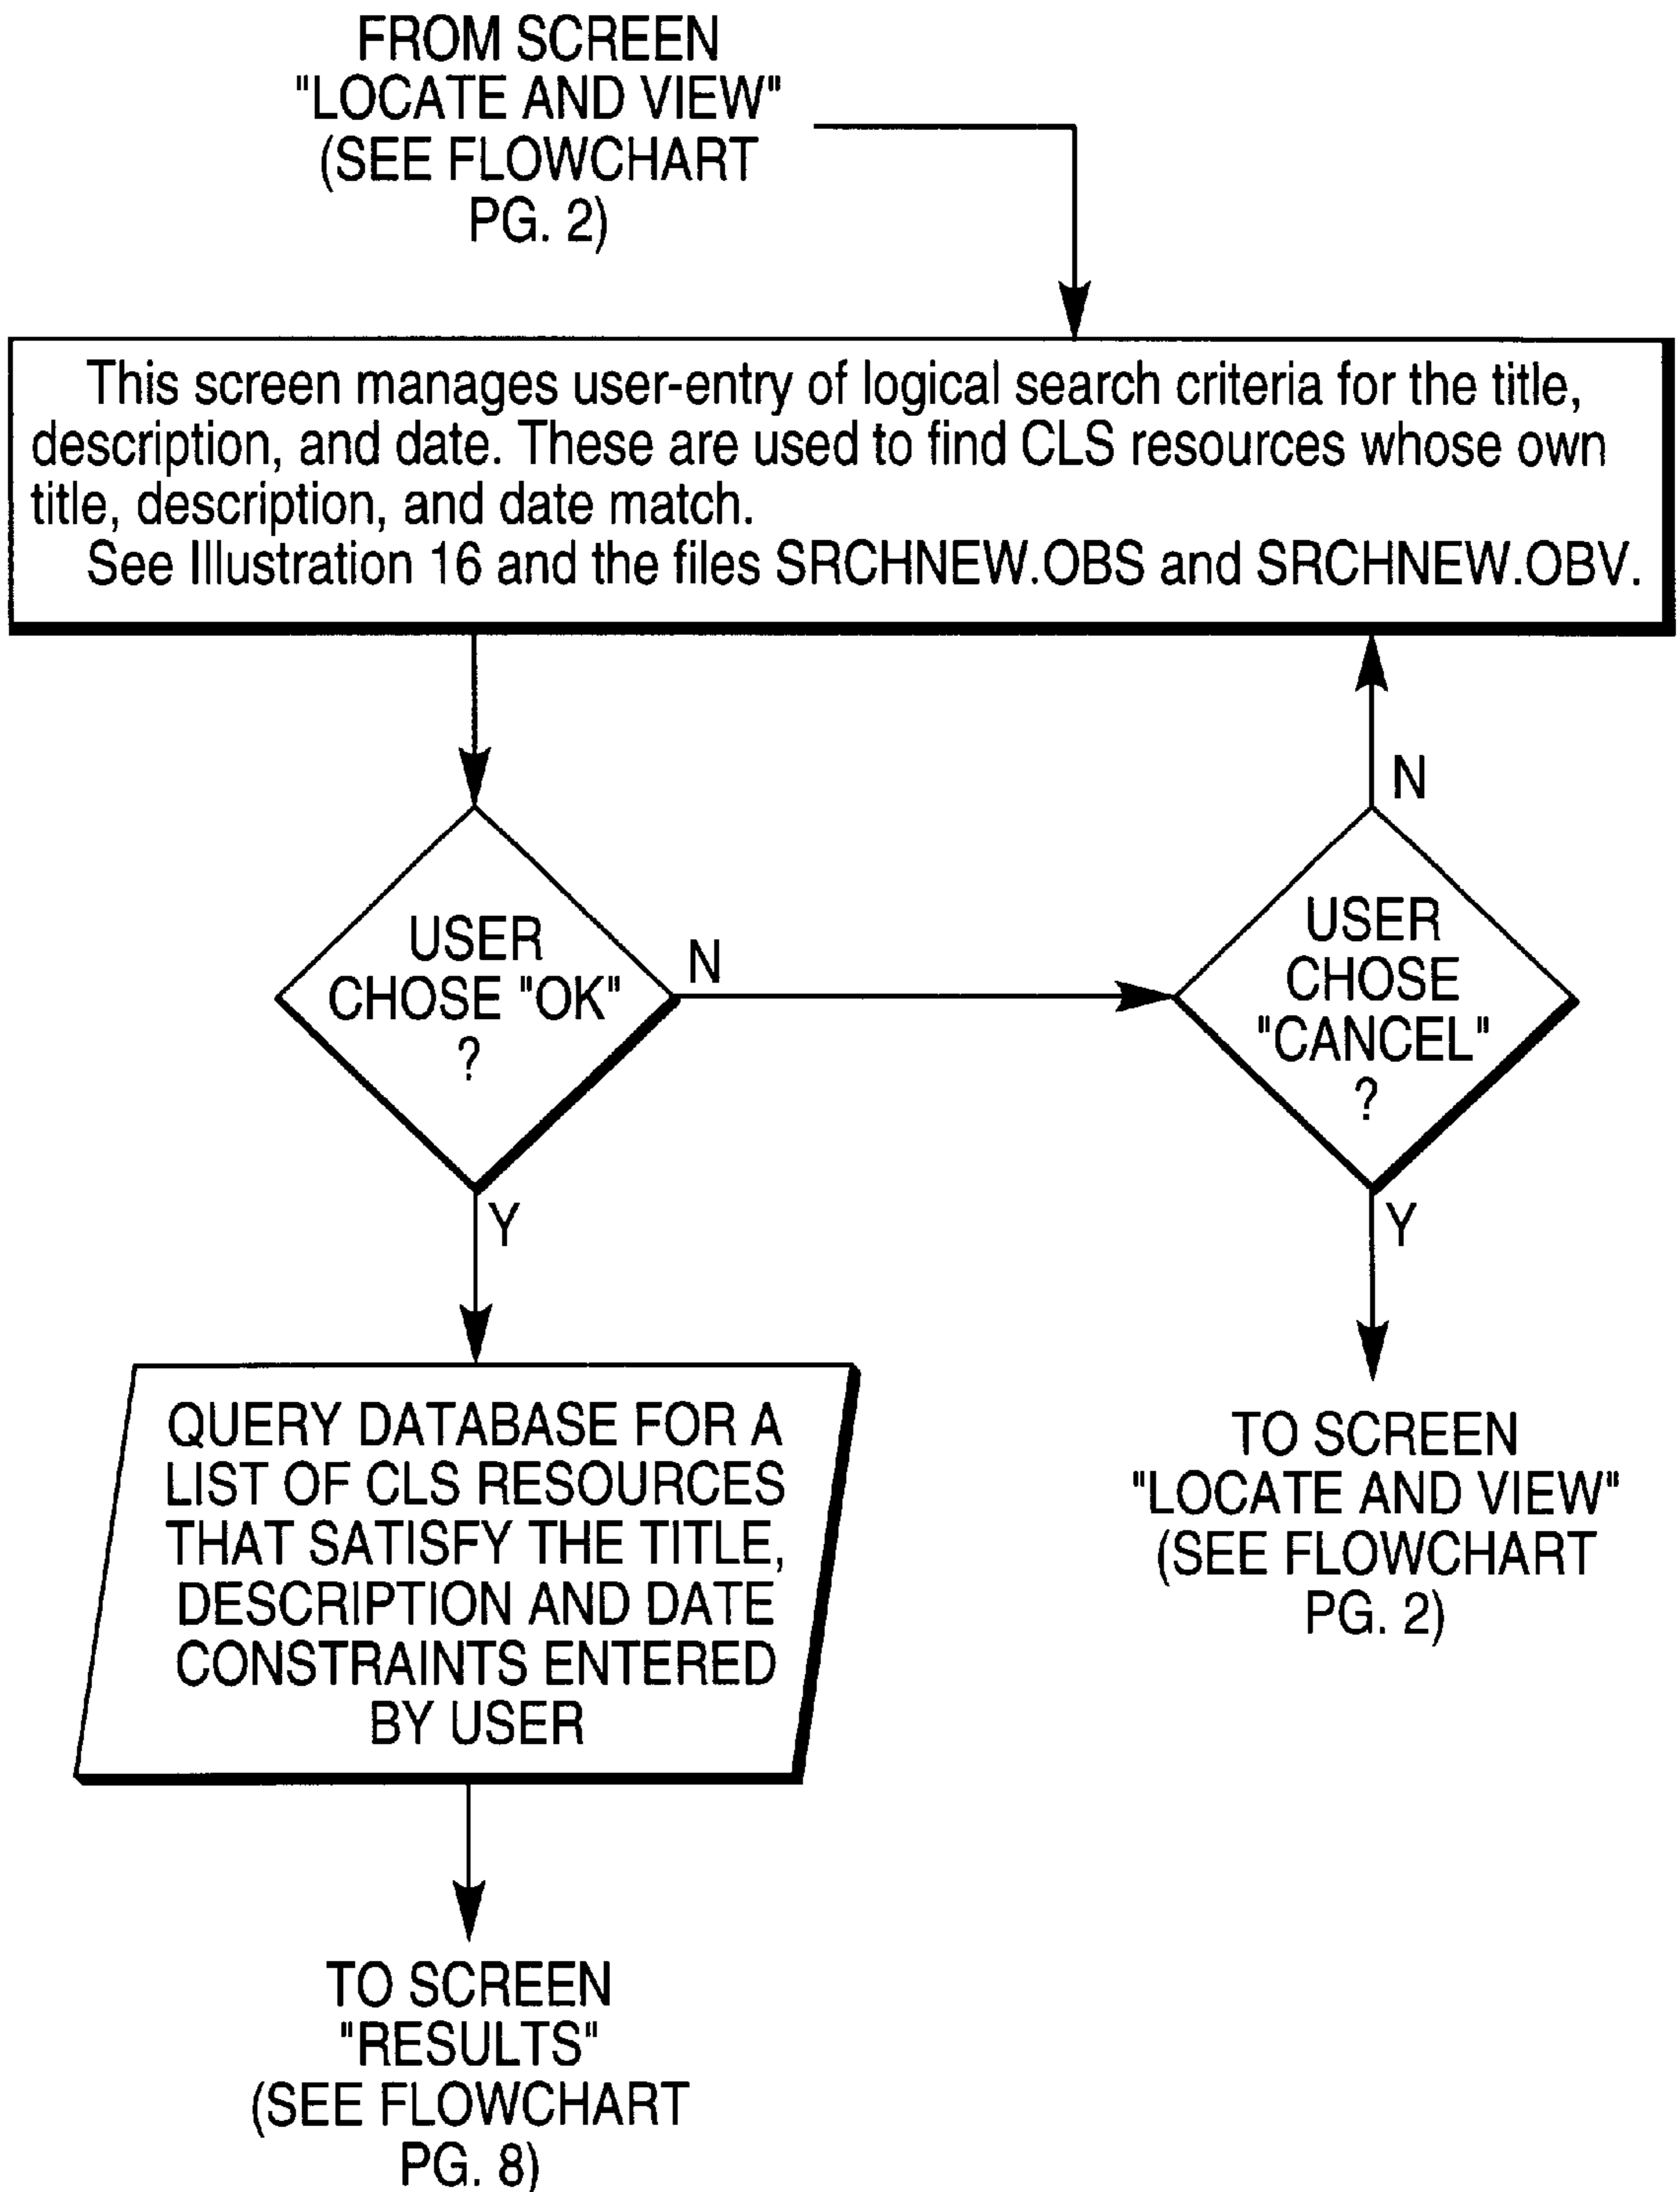 FROM SCREEN
"LOCATE AND VIEW"
(SEE FLOWCHART
PG. 2)
This screen manages user-entry of logical search criteria for the title,
description, and date. These are used to find CLS resources whose own
title, description, and date match.
See Illustration 16 and the files SRCHNEW.OBS and SRCHNEW.OBV.
USER
CHOSE "OK"
?
N
Y
USER
CHOSE
"CANCEL"
?
N
Y
QUERY DATABASE FOR A
LIST OF CLS RESOURCES
THAT SATISFY THE TITLE,
DESCRIPTION AND DATE
CONSTRAINTS ENTERED
BY USER
TO SCREEN
"LOCATE AND VIEW"
(SEE FLOWCHART
PG. 2)
TO SCREEN
"RESULTS"
(SEE FLOWCHART
PG. 8)